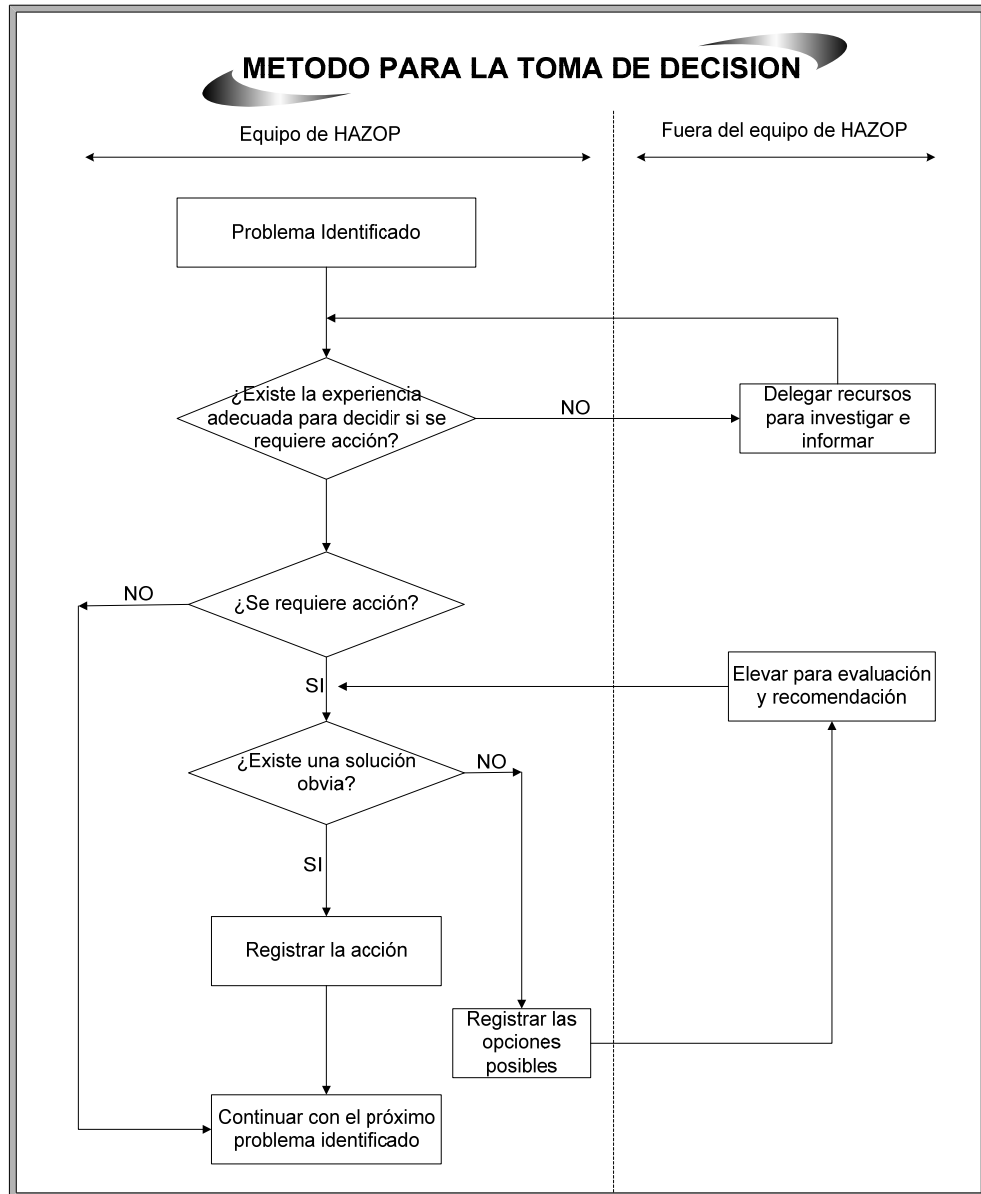 METODO PARA LA TOMA DE DECISION
Equipo de HAZOP
Fuera del equipo de HAZOP
Problema Identificado
¿Existe la experiencia
adecuada para decidir si se
requiere acción?
NO
Delegar recursos
para investigar e
informar
NO
¿Se requiere acción?
SI
Elevar para evaluación
y recomendación
¿Existe una solución
obvia?
NO
SI
Registrar la acción
Registrar las
opciones
posibles
Continuar con el próximo
problema identificado